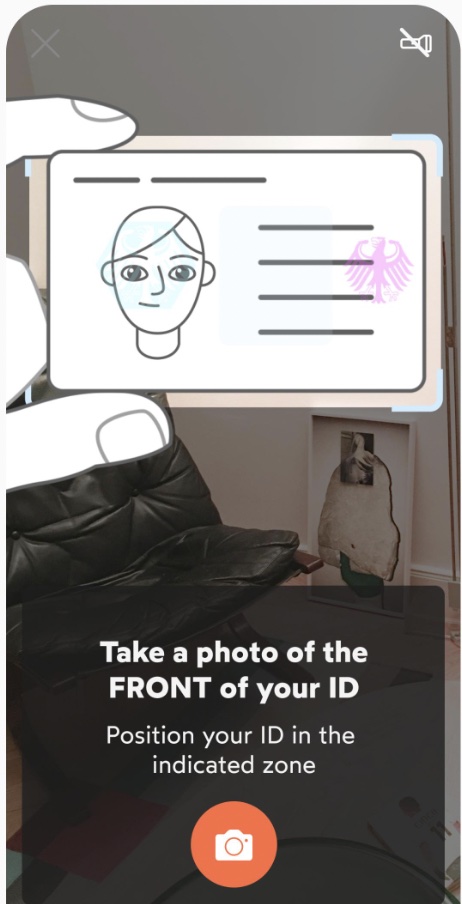 Take a photo of the
FRONT of your ID
Position your ID in the
indicated zone